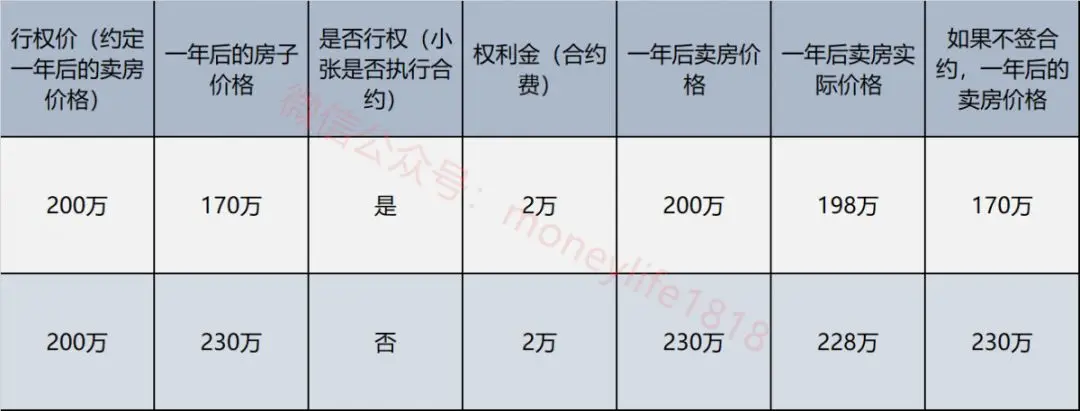 行权价（约定
一年后的卖房
价格）
一年后的房子
价格
是否行权（小
张是否执行合
约）
权利金（合约
费）
一年后卖房价
格
一年后卖房实
际价格
如果不签合
约，一年后的
卖房价格
200万
170万
是
2万
200万
198万
170万
200万
230万
否
2万
230万
228万
230万
微信公众号：moneylife1818